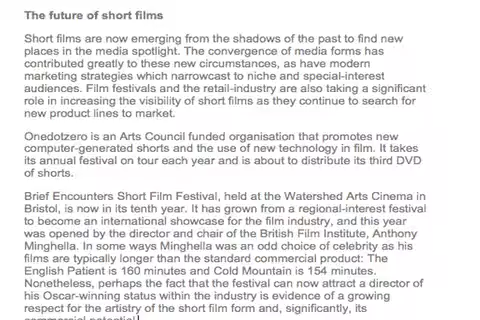 The future of short films
Short films are now emerging from the shadows of the past to find new
places in the media spotlight. The convergence of media forms has
contributed greatly to these new circumstances, as have modern
marketing strategies which narrowcast to niche and special-interest
audiences. Film festivals and the retail-industry are also taking a significant
role in increasing the visibility of short films as they continue to search for
new product lines to market.
Onedotzero is an Arts Council funded organisation that promotes new
computer-generated shorts and the use of new technology in film. It takes
its annual festival on tour each year and is about to distribute its third DVD
of shorts.
Brief Encounters Short Film Festival, held at the Watershed Arts Cinema in
Bristol, is now in its tenth year. It has grown from a regional-interest festival
to become an international showcase for the film industry, and this year
was opened by the director and chair of the British Film Institute, Anthony
Minghella. In some ways Minghella was an odd choice of celebrity as his
films are typically longer than the standard commercial product: The
English Patient is 160 minutes and Cold Mountain is 154 minutes.
Nonetheless, perhaps the fact that the festival can now attract a director of
his Oscar-winning status within the industry is evidence of a growing
respect for the artistry of the short film form and, significantly, its
commercial potential